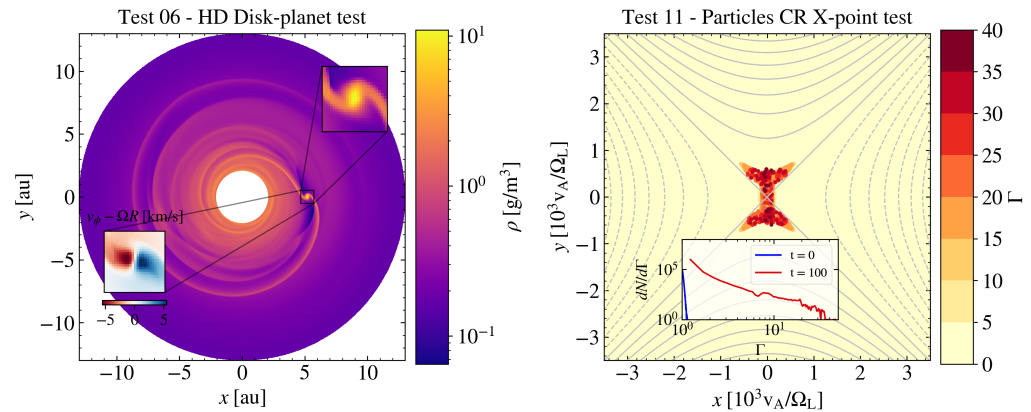 Test 06 - HD Disk-planet test
Test 11 - Particles CR X-point test
10
5
0
−5
−10
y [au]
−10 −5 0 5 10
x [au]
v_ϕ − ΩR [km/s]
−5 0 5
10^1
10^0
10^−1
ρ [g/m^3]
3
2
1
0
−1
−2
−3
y [10^3 v_A/Ω_L]
−3 −2 −1 0 1 2 3
x [10^3 v_A/Ω_L]
dN/dΓ
10^5
10^0
10^0 10^1
Γ
t = 0
t = 100
40
35
30
25
20
15
10
5
0
Γ